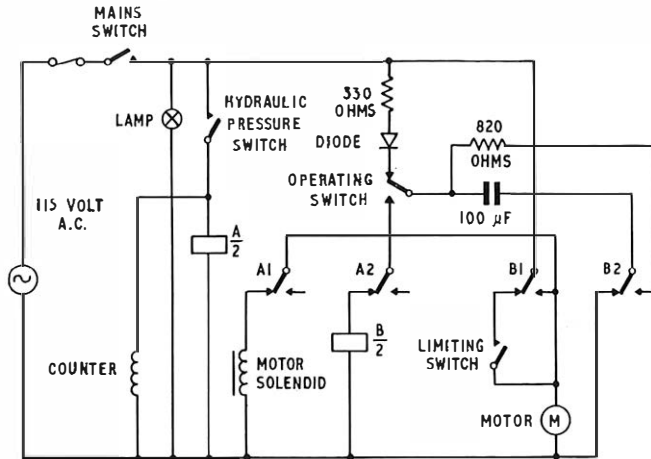 MAINS
SWITCH
LAMP
HYDRAULIC
PRESSURE
SWITCH
330
OHMS
DIODE
OPERATING
SWITCH
820
OHMS
100 µF
115 VOLT
A.C.
A
2
A1
A2
B1
B2
COUNTER
MOTOR
SOLENDID
B
2
LIMITING
SWITCH
MOTOR
M